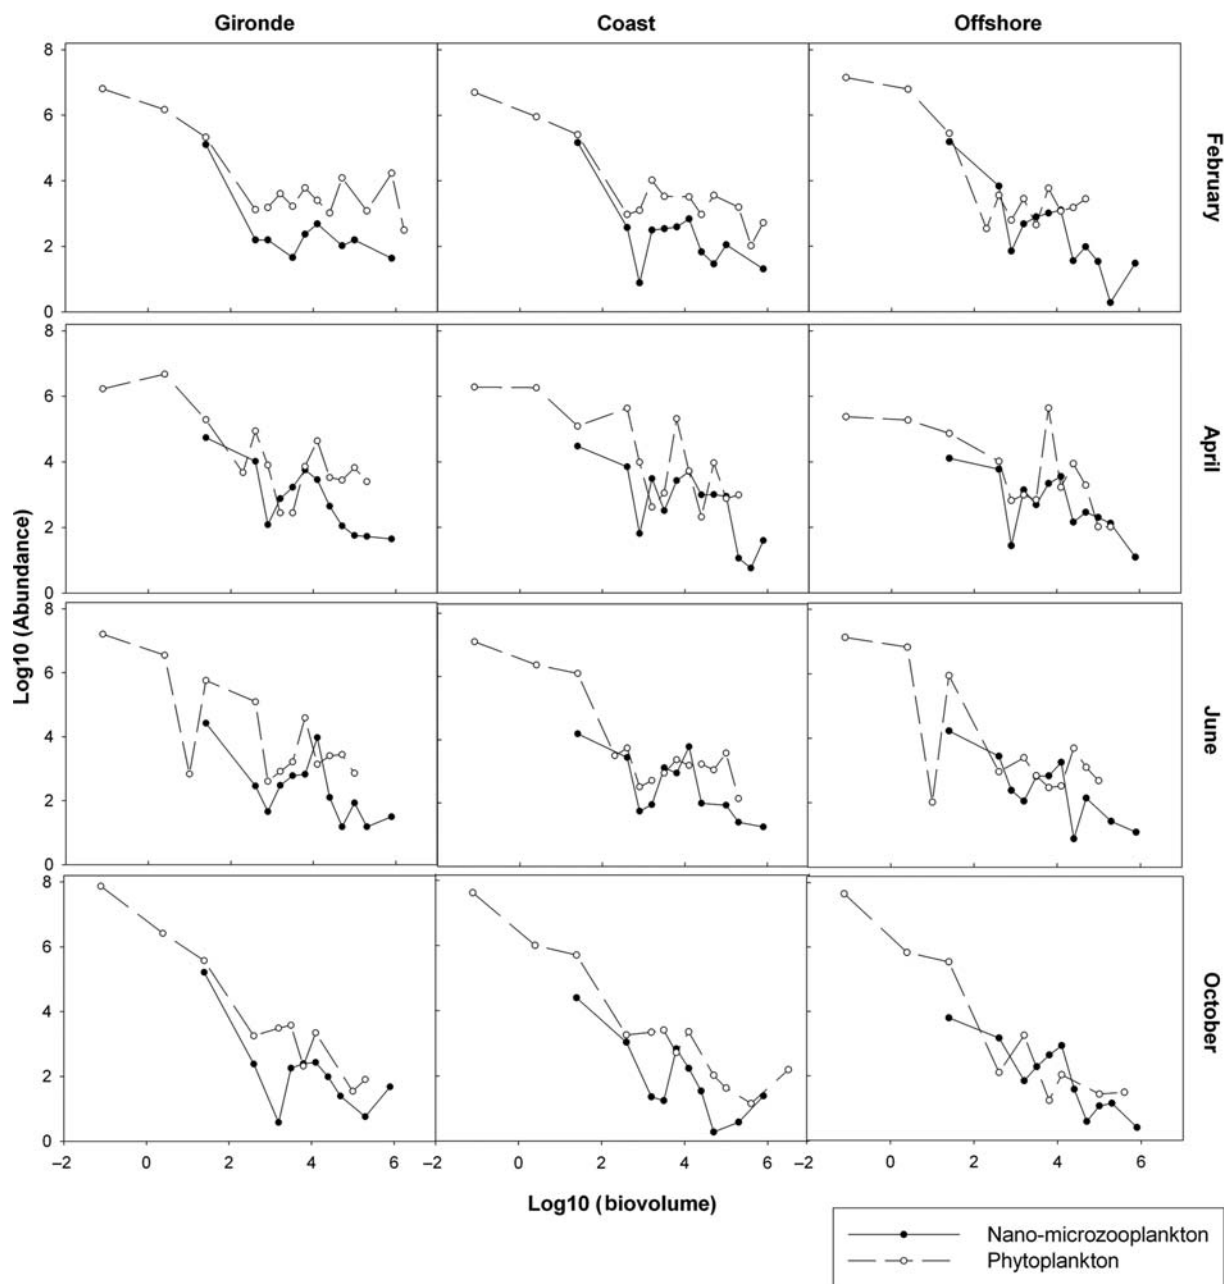 Gironde Coast Offshore
8
6
4
2
0
February
8
6
4
2
0
April
8
6
4
2
0
June
8
6
4
2
0
October
Log10 (Abundance)
−2 0 2 4 6 −2 0 2 4 6 −2 0 2 4 6
Log10 (biovolume)
Nano-microzooplankton
Phytoplankton